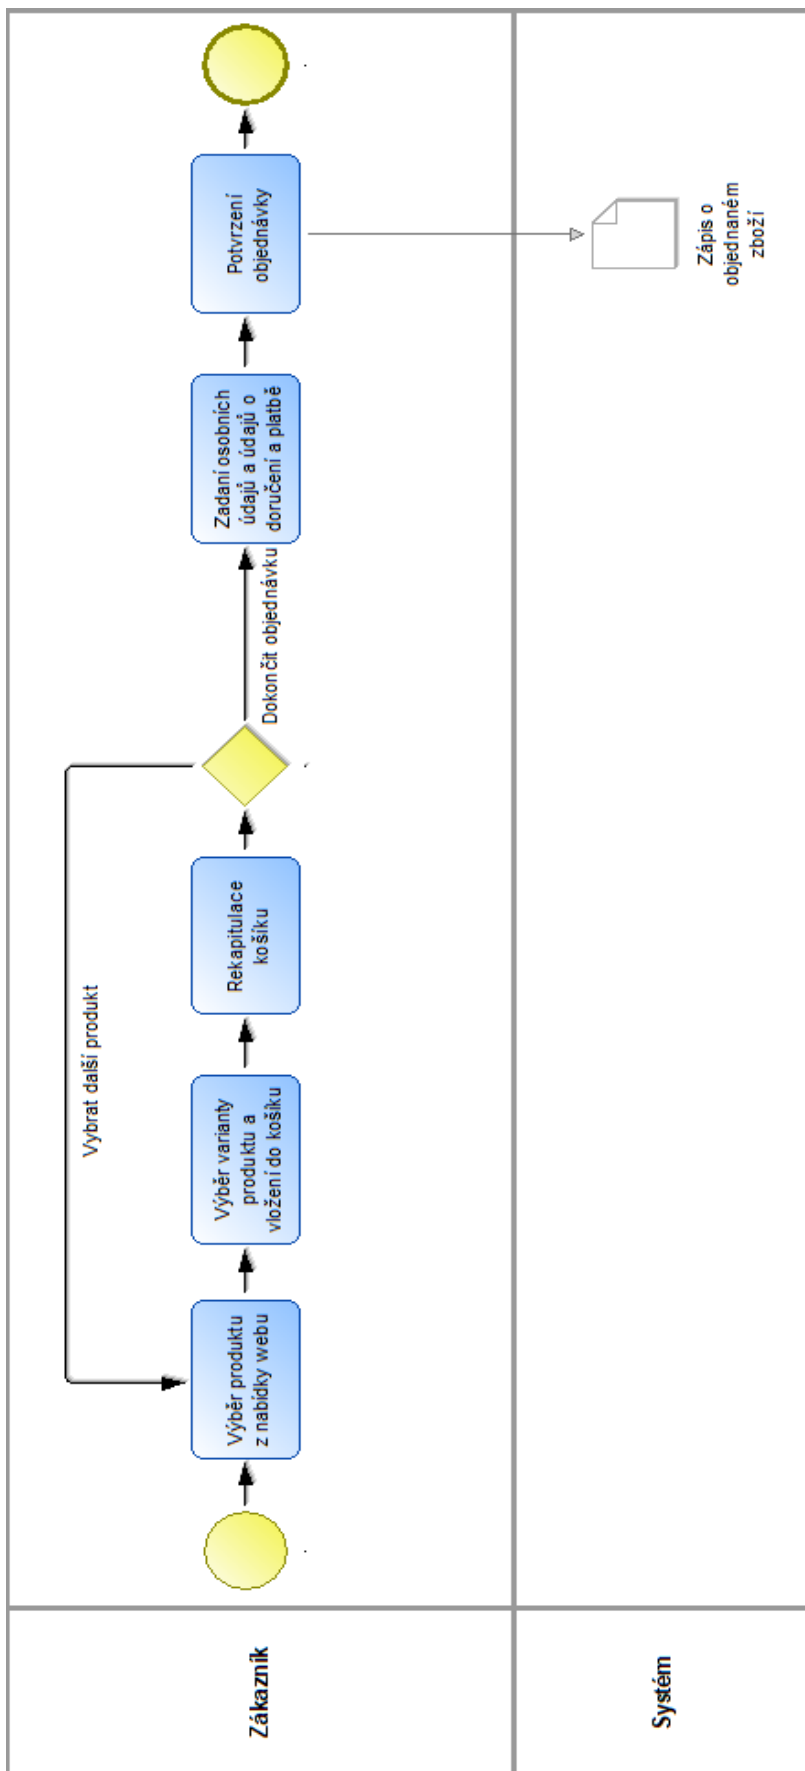 Zákazník
Výběr produktu
z nabídky webu
Výběr varianty
produktu a
vložení do košíku
Rekapitulace
košíku
Vybrat další produkt
Dokončit objednávku
Zadaní osobních
údajů a údajů o
doručení a platbě
Potvrzení
objednávky
Systém
Zápis o
objednaném
zboží